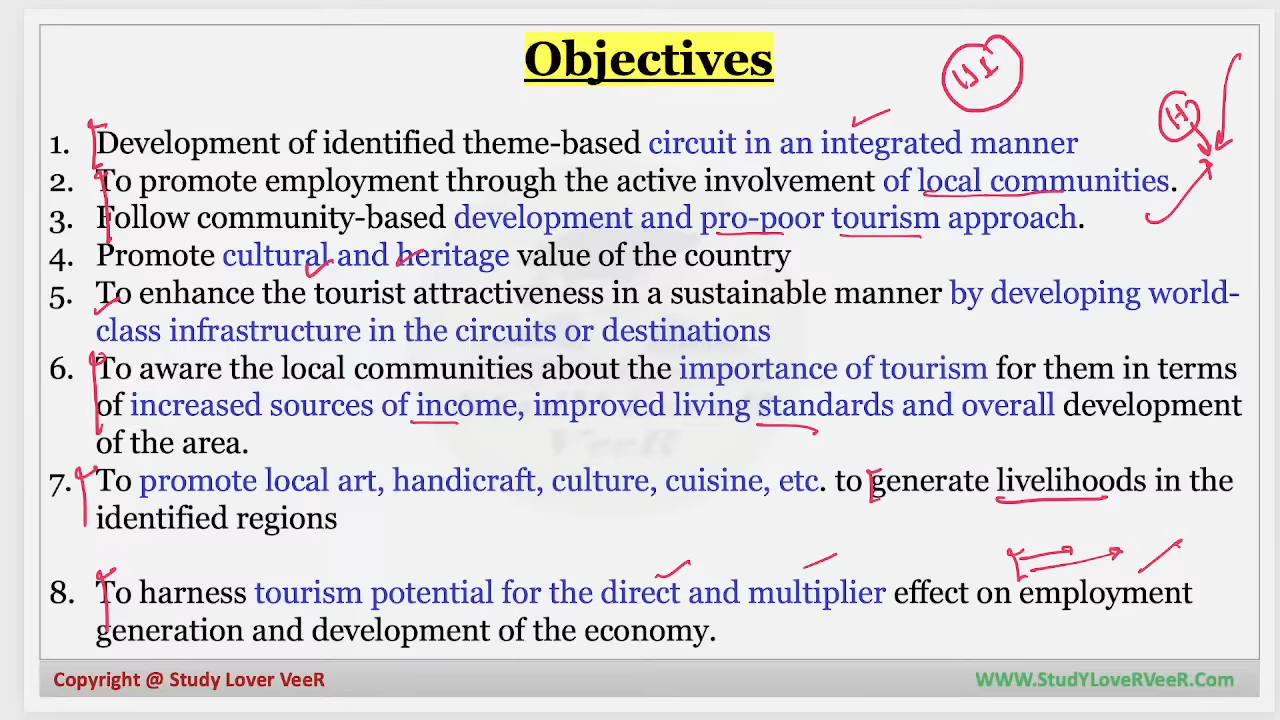 Objectives
1. Development of identified theme-based circuit in an integrated manner
2. To promote employment through the active involvement of local communities.
3. Follow community-based development and pro-poor tourism approach.
4. Promote cultural and heritage value of the country
5. To enhance the tourist attractiveness in a sustainable manner by developing world-
class infrastructure in the circuits or destinations
6. To aware the local communities about the importance of tourism for them in terms
of increased sources of income, improved living standards and overall development
of the area.
7. To promote local art, handicraft, culture, cuisine, etc. to generate livelihoods in the
identified regions
8. To harness tourism potential for the direct and multiplier effect on employment
generation and development of the economy.
Copyright @ Study Lover VeeR
WWW.StudYLoveRVeeR.Com